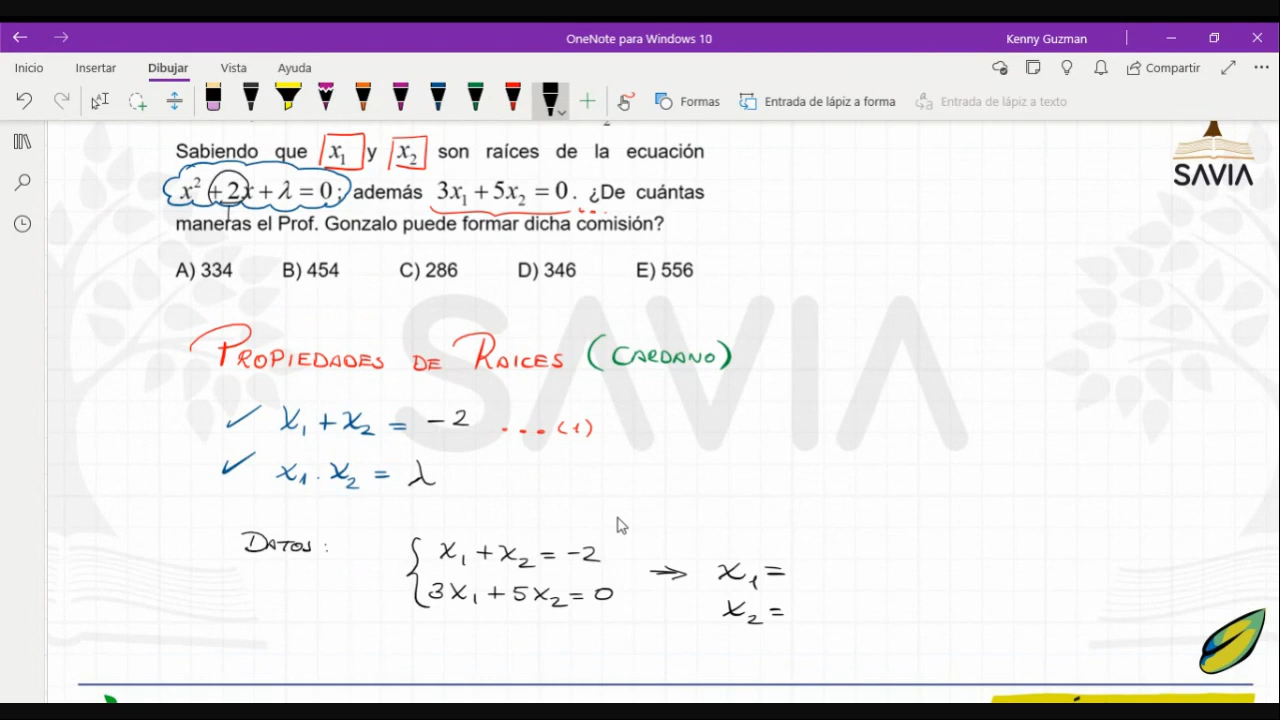 OneNote para Windows 10
Kenny Guzman
Inicio Insertar Dibujar Vista Ayuda
Compartir
Formas
Entrada de lápiz a forma
Entrada de lápiz a texto
2
Sabiendo que x₁ y x₂ son raíces de la ecuación
x² + 2x + λ = 0; además 3x₁ + 5x₂ = 0. ¿De cuántas
maneras el Prof. Gonzalo puede formar dicha comisión?
A) 334 B) 454 C) 286 D) 346 E) 556
SAVIA
SAVIA
PROPIEDADES DE RAICES (CARDANO)
✓ x₁ + x₂ = -2 ...(1)
✓ x₁ . x₂ = λ
DATOS: { x₁ + x₂ = -2
3x₁ + 5x₂ = 0 → x₁ =
x₂ =